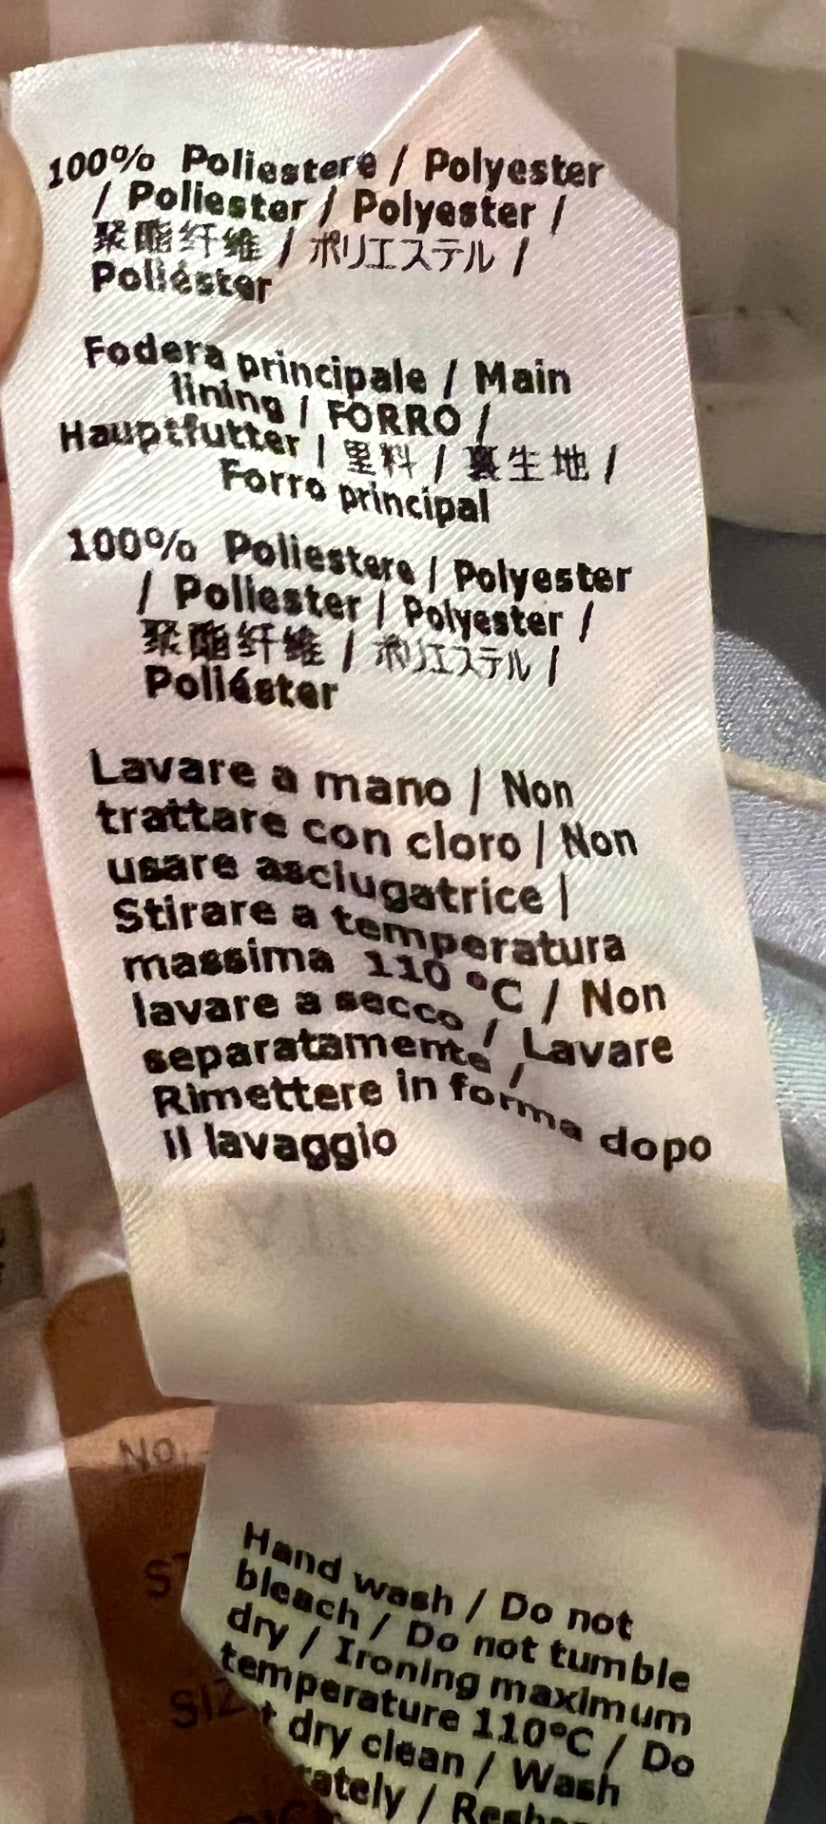 100% Poliestere / Polyester
/ Poliester / Polyester /
聚酯纤维 / ポリエステル /
Poliéster
Fodera principale / Main
lining / FORRO /
Hauptfutter / 里料 / 裏生地 /
Forro principal
100% Poliestere / Polyester
/ Poliester / Polyester /
聚酯纤维 / ポリエステル /
Poliéster
Lavare a mano / Non
trattare con cloro / Non
usare asciugatrice /
Stirare a temperatura
massima 110 °C / Non
lavare a secco / Lavare
separatamente /
Rimettere in forma dopo
il lavaggio
No.
Hand wash / Do not
bleach / Do not tumble
dry / Ironing maximum
temperature 110°C / Do
dry clean / Wash